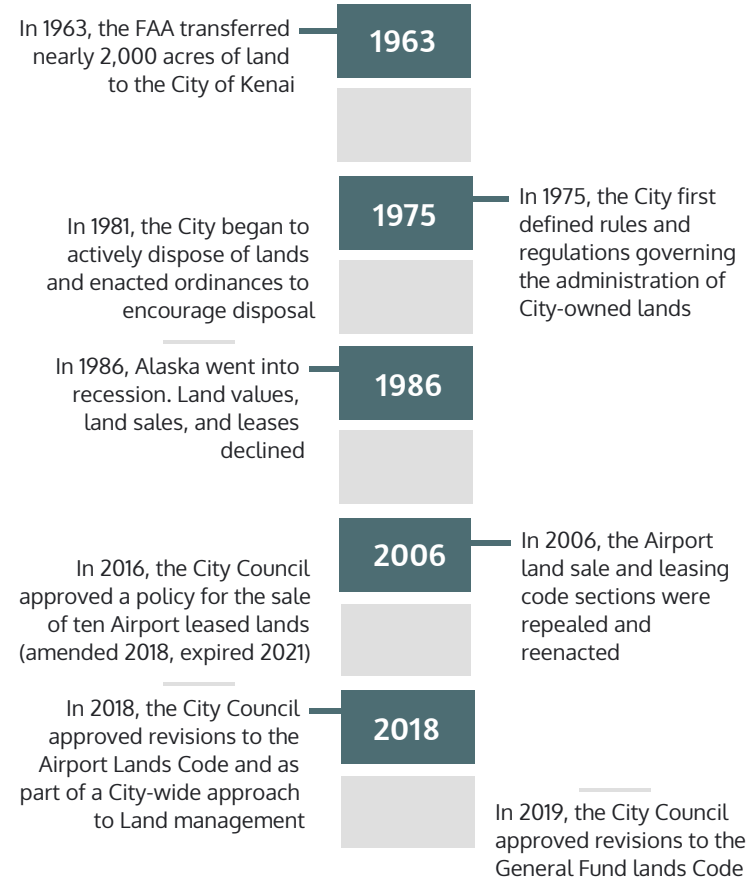 In 1963, the FAA transferred
nearly 2,000 acres of land
to the City of Kenai
1963
1975
In 1975, the City first
defined rules and
regulations governing
the administration of
City-owned lands
In 1981, the City began to
actively dispose of lands
and enacted ordinances to
encourage disposal
In 1986, Alaska went into
recession. Land values,
land sales, and leases
declined
1986
2006
In 2006, the Airport
land sale and leasing
code sections were
repealed and
reenacted
In 2016, the City Council
approved a policy for the sale
of ten Airport leased lands
(amended 2018, expired 2021)
In 2018, the City Council
approved revisions to the
Airport Lands Code and as
part of a City-wide approach
to Land management
2018
In 2019, the City Council
approved revisions to the
General Fund lands Code